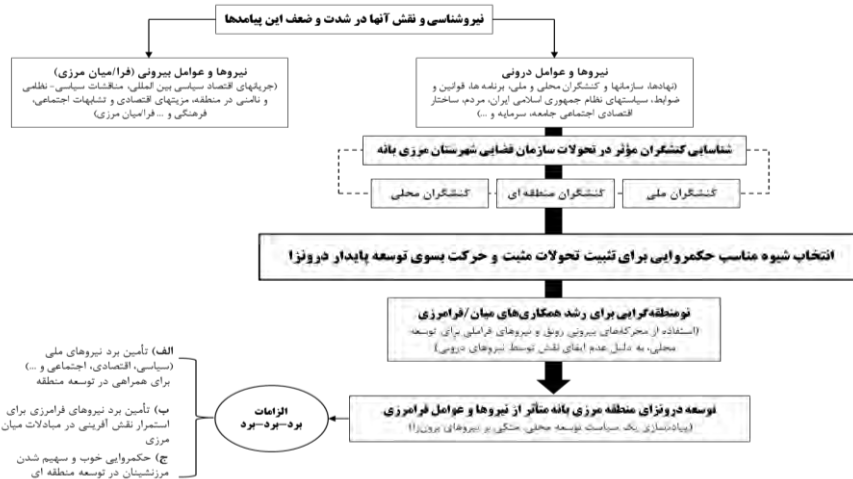 نیروشناسی و نقش آنها در شدت و ضعف این پیامدها
نیروها و عوامل درونی
(نهادها، سازمانها و کنشگران محلی و ملی، برنامه ها، قوانین و
ضوابط، سیاستهای نظام جمهوری اسلامی ایران، مردم، ساختار
اقتصادی اجتماعی جامعه، سرمایه و ...)
نیروها و عوامل بیرونی (فرا/میان مرزی)
(جریانهای اقتصاد سیاسی بین المللی، مناقشات سیاسی- نظامی
و ناامنی در منطقه، مزیتهای اقتصادی و تشابهات اجتماعی،
فرهنگی و ... فرا/میان مرزی)
شناسایی کنشگران مؤثر در تحولات سازمان فضایی شهرستان مرزی بانه
کنشگران ملی
کنشگران منطقه ای
کنشگران محلی
انتخاب شیوه مناسب حکمروایی برای تثبیت تحولات مثبت و حرکت بسوی توسعه پایدار درونزا
نومنطقه‌گرایی برای رشد همکاری‌های میان/فرامرزی
(استفاده از محرکه‌های بیرونی رونق و نیروهای فراملی برای توسعه
محلی، به دلیل عدم ایفای نقش توسط نیروهای درونی)
توسعه درونزای منطقه مرزی بانه متأثر از نیروها و عوامل فرامرزی
(پیاده‌سازی یک سیاست توسعه محلی متکی بر نیروهای برون‌زا)
الزامات
برد–برد–برد
الف) تأمین برد نیروهای ملی
(سیاسی، اقتصادی، اجتماعی و ...)
برای همراهی در توسعه منطقه
ب) تأمین برد نیروهای فرامرزی برای
استمرار نقش آفرینی در مبادلات میان
مرزی
ج) حکمروایی خوب و سهیم شدن
مرزنشینان در توسعه منطقه ای